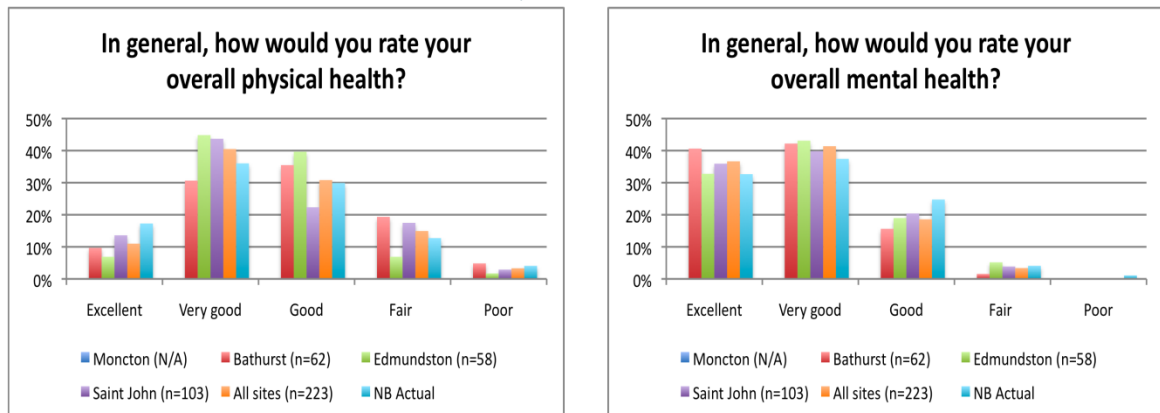 In general, how would you rate your
overall physical health?
50%
40%
30%
20%
10%
0%
Excellent Very good Good Fair Poor
Moncton (N/A) Bathurst (n=62) Edmundston (n=58)
Saint John (n=103) All sites (n=223) NB Actual
In general, how would you rate your
overall mental health?
50%
40%
30%
20%
10%
0%
Excellent Very good Good Fair Poor
Moncton (N/A) Bathurst (n=62) Edmundston (n=58)
Saint John (n=103) All sites (n=223) NB Actual